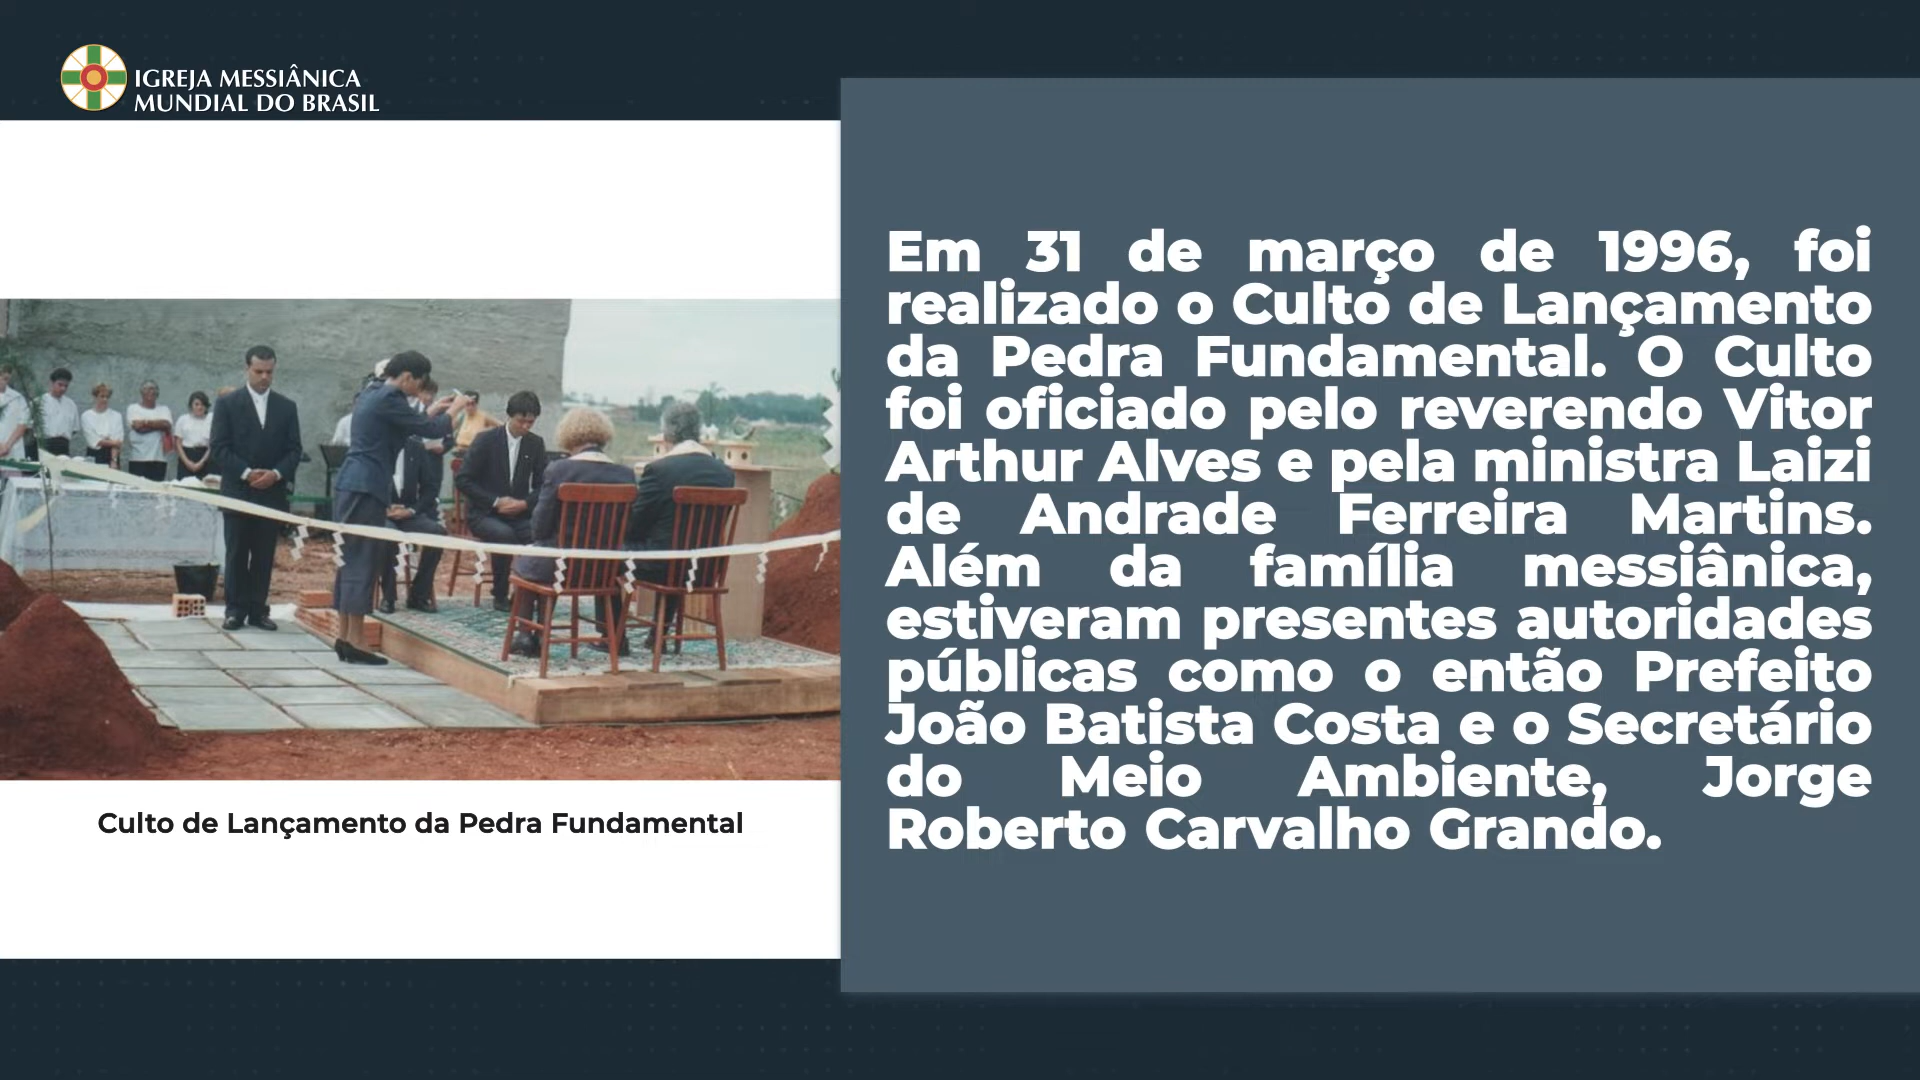 IGREJA MESSIÂNICA
MUNDIAL DO BRASIL
Culto de Lançamento da Pedra Fundamental
Em 31 de março de 1996, foi
realizado o Culto de Lançamento
da Pedra Fundamental. O Culto
foi oficiado pelo reverendo Vitor
Arthur Alves e pela ministra Laizi
de Andrade Ferreira Martins.
Além da família messiânica,
estiveram presentes autoridades
públicas como o então Prefeito
João Batista Costa e o Secretário
do Meio Ambiente, Jorge
Roberto Carvalho Grando.